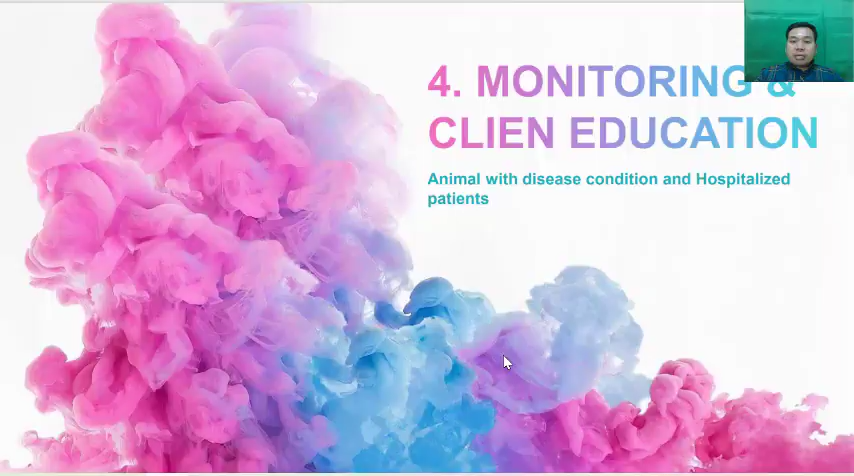 4. MONITORING &
CLIEN EDUCATION
Animal with disease condition and Hospitalized
patients